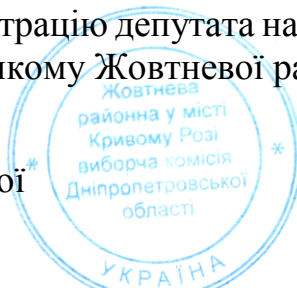 трацію депутата на
кому Жовтневої ра
ої
Жовтнева
районна у місті
Кривому Розі
виборча комісія
Дніпропетровської
області
* *
УКРАЇНА